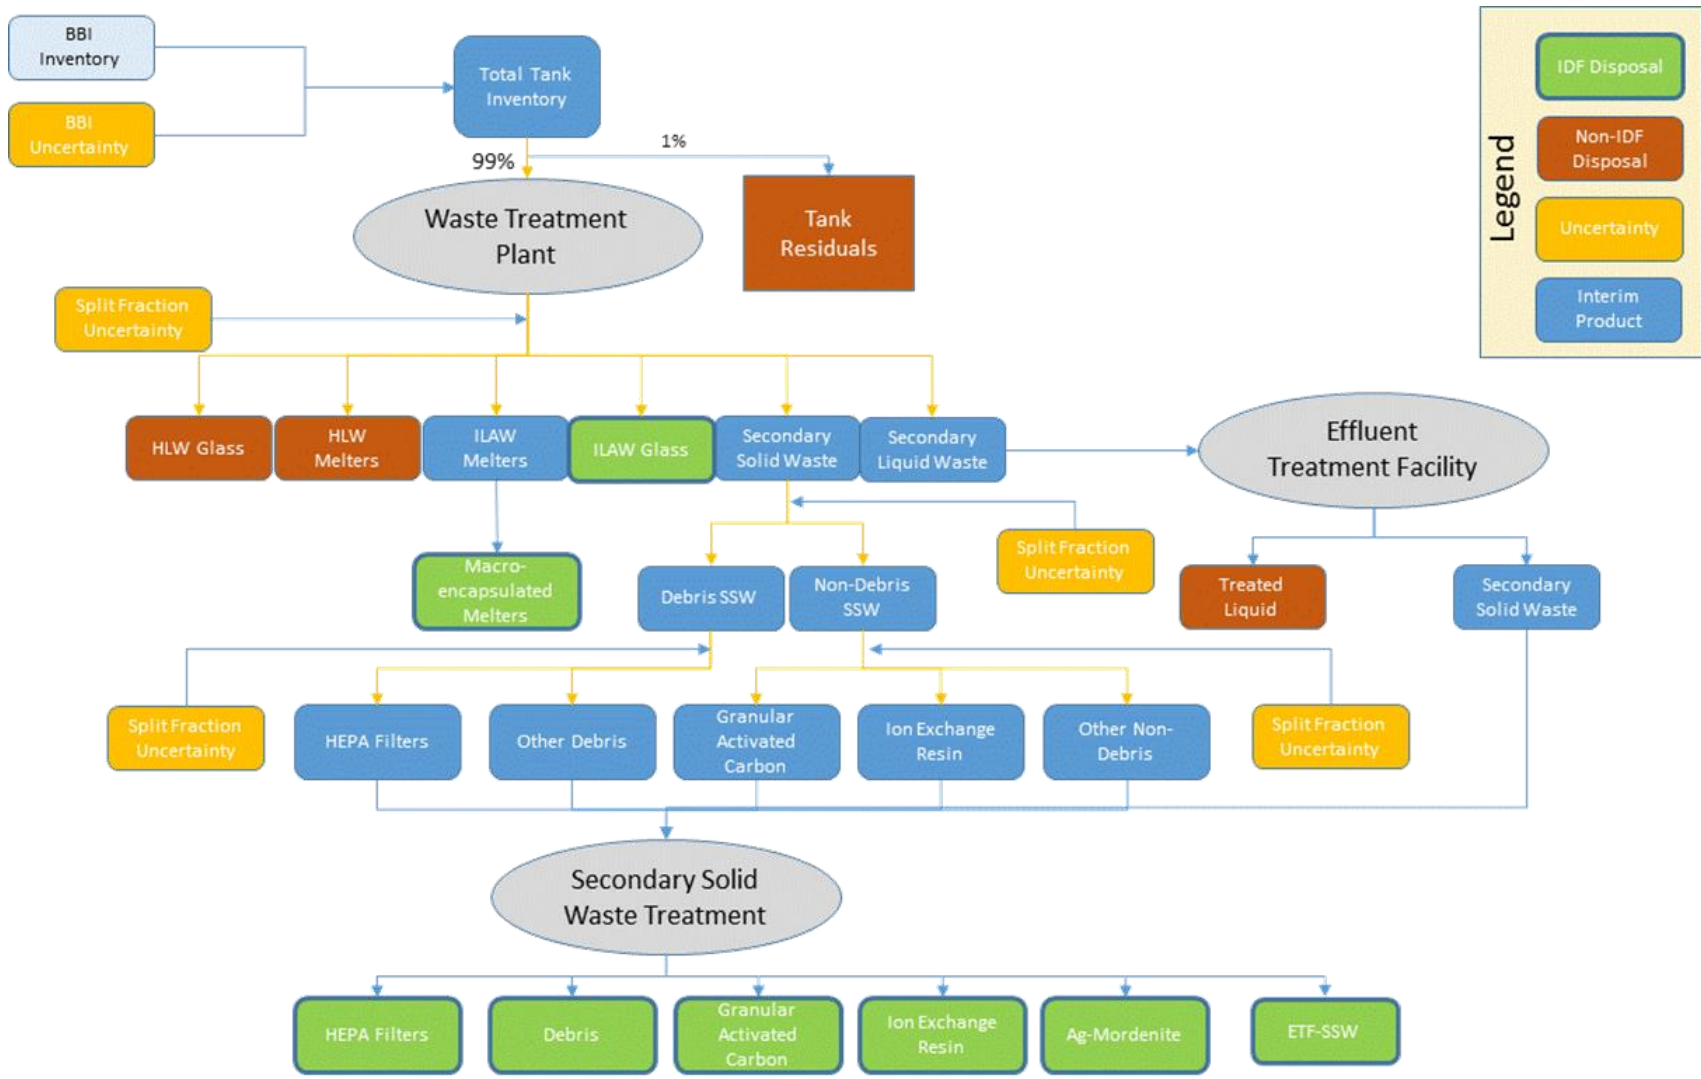 BBI
Inventory
BBI
Uncertainty
Total Tank
Inventory
99%
1%
Waste Treatment
Plant
Tank
Residuals
Legend
IDF Disposal
Non-IDF
Disposal
Uncertainty
Interim
Product
Split Fraction
Uncertainty
HLW Glass
HLW
Melters
ILAW
Melters
ILAW Glass
Secondary
Solid Waste
Secondary
Liquid Waste
Effluent
Treatment Facility
Macro-
encapsulated
Melters
Debris SSW
Non-Debris
SSW
Split Fraction
Uncertainty
Treated
Liquid
Secondary
Solid Waste
Split Fraction
Uncertainty
HEPA Filters
Other Debris
Granular
Activated
Carbon
Ion Exchange
Resin
Other Non-
Debris
Split Fraction
Uncertainty
Secondary Solid
Waste Treatment
HEPA Filters
Debris
Granular
Activated
Carbon
Ion Exchange
Resin
Ag-Mordenite
ETF-SSW